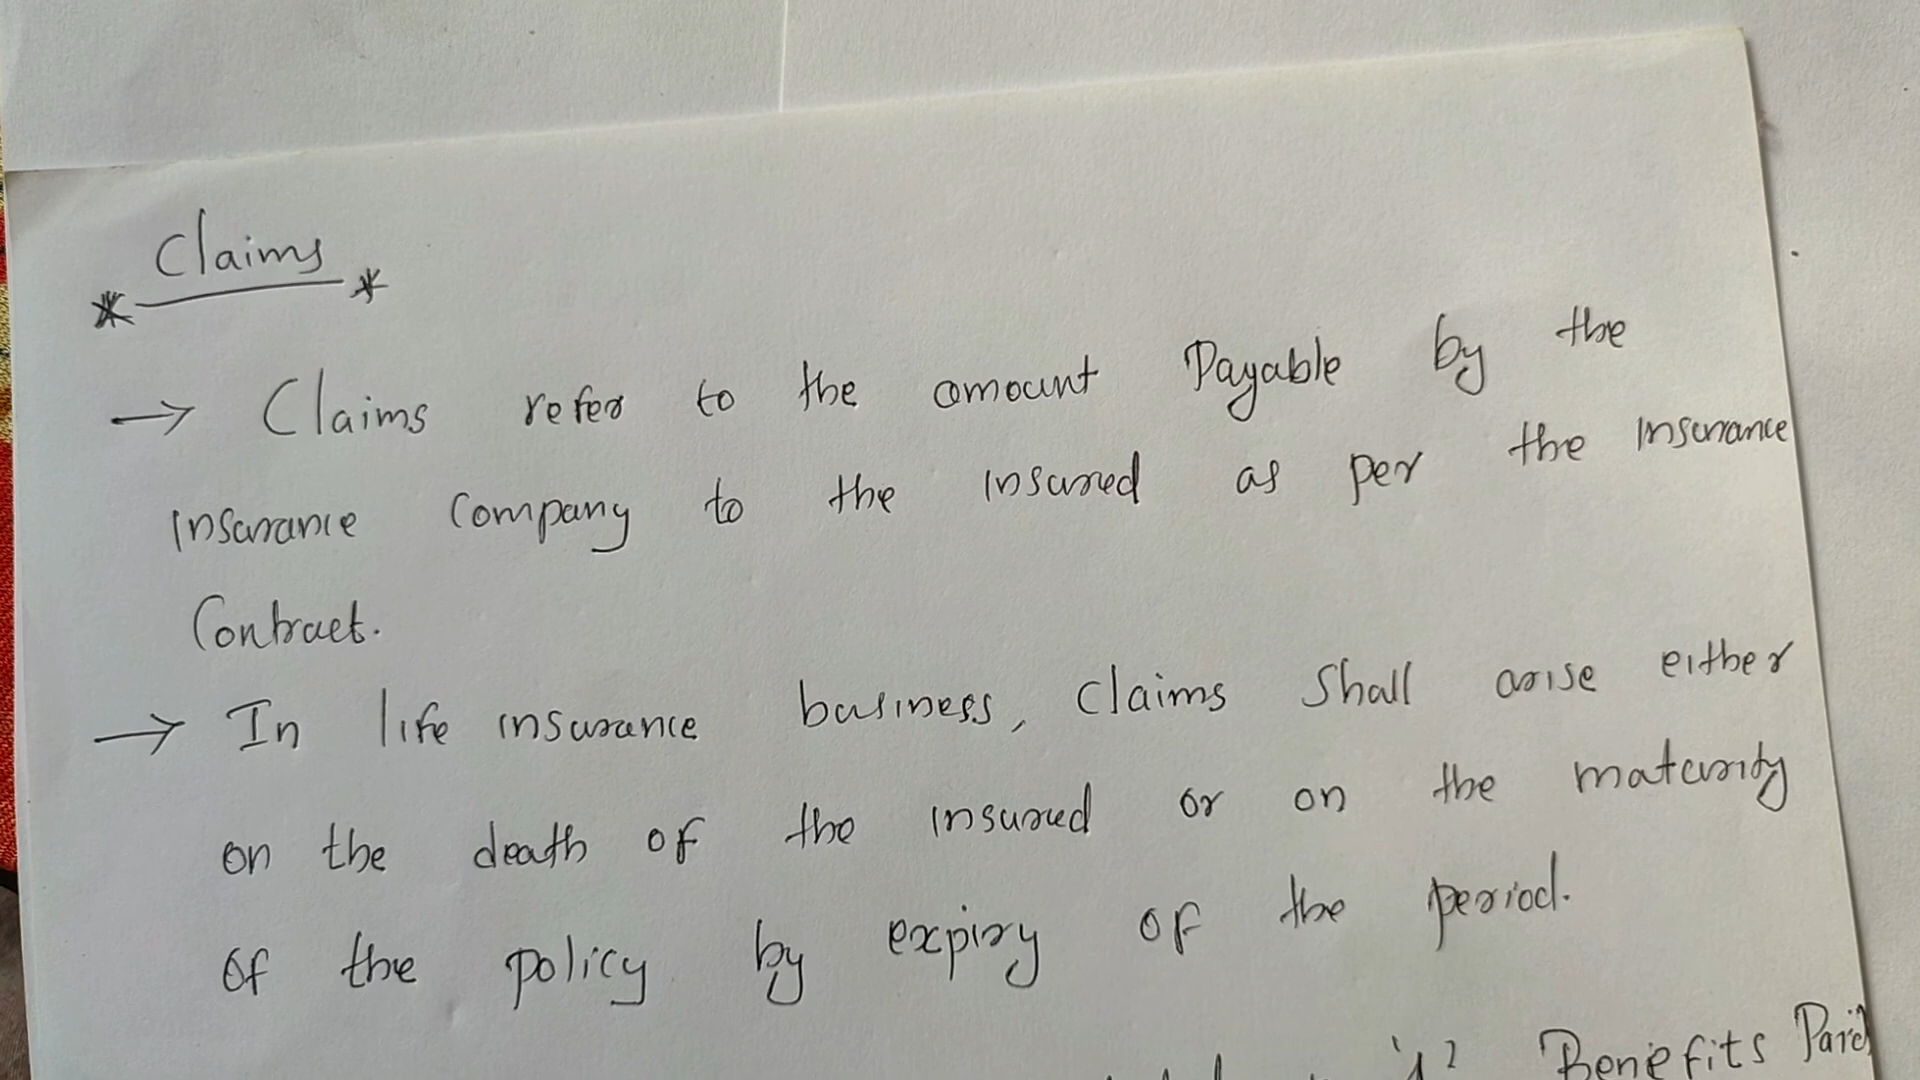 Claims
→ Claims refer to the amount Payable by the
insurance Company to the insured as per the insurance
Contract.
→ In life insurance business, Claims Shall arise either
on the death of the insured or on the maturity
of the policy by expiry of the period.
Benefits Paid